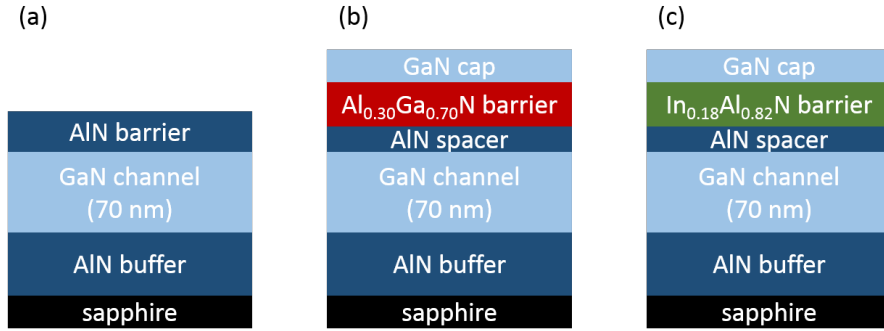 (a)
AlN barrier
GaN channel
(70 nm)
AlN buffer
sapphire
(b)
GaN cap
Al₀.₃₀Ga₀.₇₀N barrier
AlN spacer
GaN channel
(70 nm)
AlN buffer
sapphire
(c)
GaN cap
In₀.₁₈Al₀.₈₂N barrier
AlN spacer
GaN channel
(70 nm)
AlN buffer
sapphire